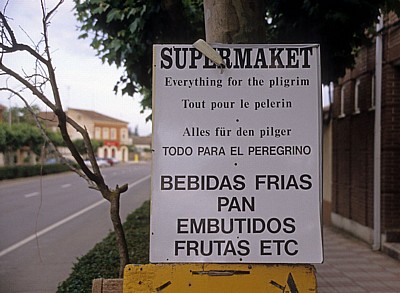 SUPERMAKET
Everything for the pligrim
Tout pour le pelerin
Alles für den pilger
TODO PARA EL PEREGRINO
BEBIDAS FRIAS
PAN
EMBUTIDOS
FRUTAS ETC